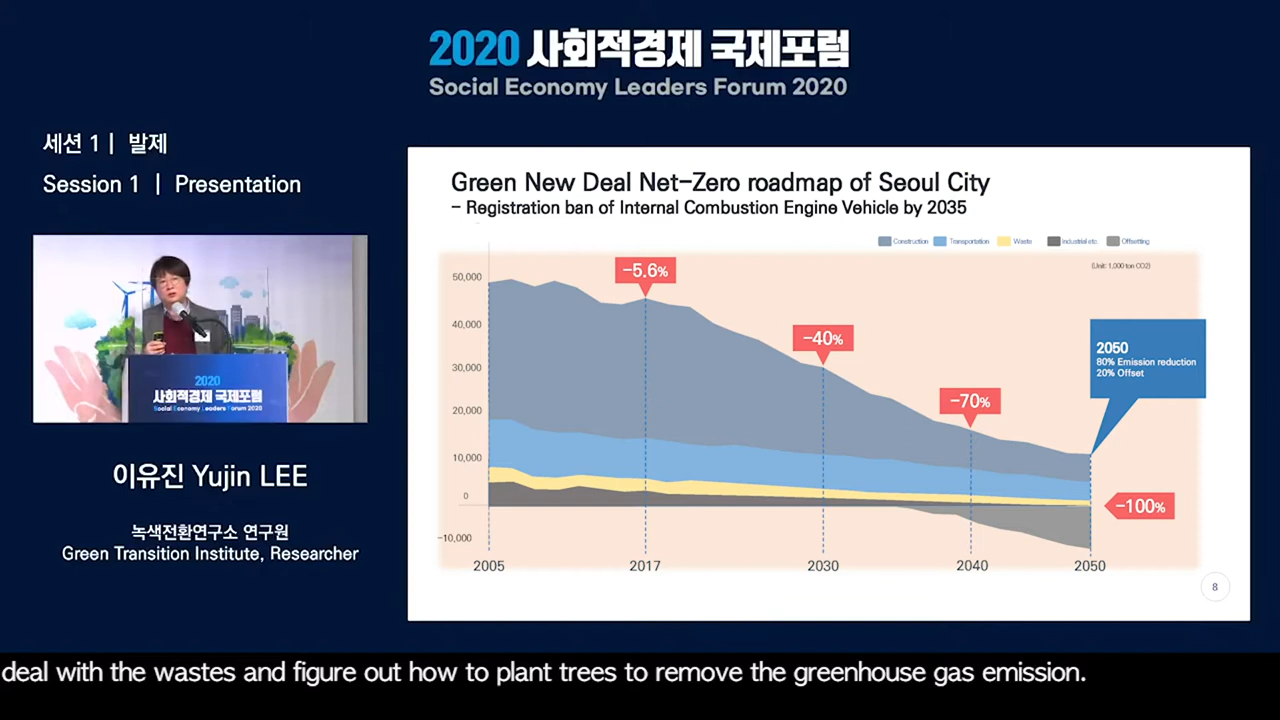 2020 사회적경제 국제포럼
Social Economy Leaders Forum 2020
세션 1 | 발제
Session 1 | Presentation
2020
사회적경제 국제포럼
Social Economy Leaders Forum 2020
이유진 Yujin LEE
녹색전환연구소 연구원
Green Transition Institute, Researcher
Green New Deal Net-Zero roadmap of Seoul City
- Registration ban of Internal Combustion Engine Vehicle by 2035
Construction Transportation Waste Industrial etc. Offsetting
(Unit: 1,000 ton CO2)
50,000
40,000
30,000
20,000
10,000
0
-10,000
-5.6%
-40%
-70%
2050
80% Emission reduction
20% Offset
-100%
2005 2017 2030 2040 2050
8
deal with the wastes and figure out how to plant trees to remove the greenhouse gas emission.